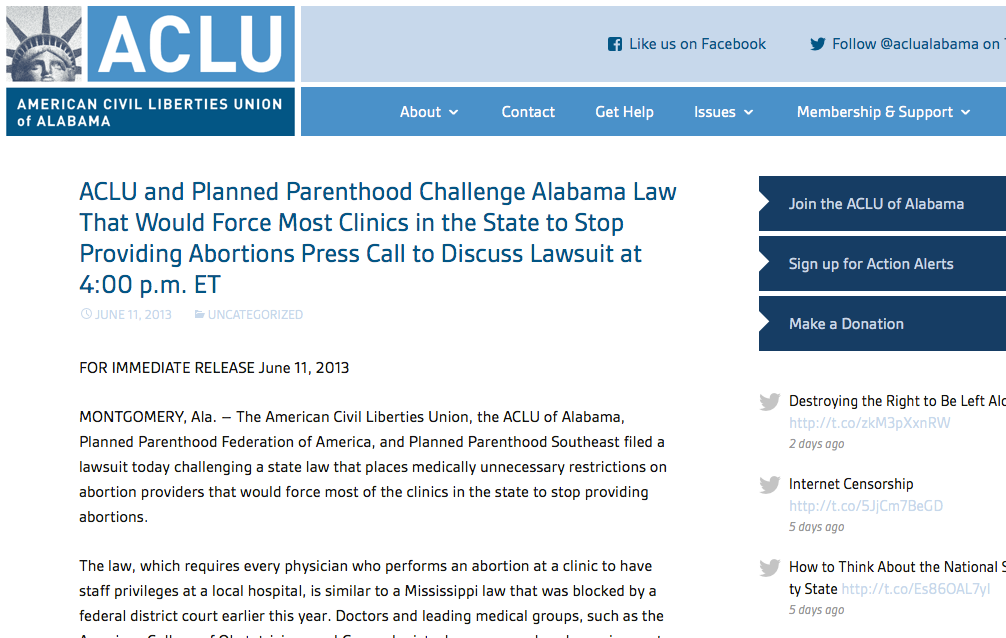 ACLU
AMERICAN CIVIL LIBERTIES UNION
of ALABAMA
Like us on Facebook
Follow @aclualabama on
About
Contact
Get Help
Issues
Membership & Support
ACLU and Planned Parenthood Challenge Alabama Law
That Would Force Most Clinics in the State to Stop
Providing Abortions Press Call to Discuss Lawsuit at
4:00 p.m. ET
JUNE 11, 2013
UNCATEGORIZED
FOR IMMEDIATE RELEASE June 11, 2013
MONTGOMERY, Ala. – The American Civil Liberties Union, the ACLU of Alabama,
Planned Parenthood Federation of America, and Planned Parenthood Southeast filed a
lawsuit today challenging a state law that places medically unnecessary restrictions on
abortion providers that would force most of the clinics in the state to stop providing
abortions.
The law, which requires every physician who performs an abortion at a clinic to have
staff privileges at a local hospital, is similar to a Mississippi law that was blocked by a
federal district court earlier this year. Doctors and leading medical groups, such as the
Join the ACLU of Alabama
Sign up for Action Alerts
Make a Donation
Destroying the Right to Be Left
http://t.co/zkM3pXxnRW
2 days ago
Internet Censorship
http://t.co/5JjCm7BeGD
5 days ago
How to Think About the National S
ty State http://t.co/Es86OAL7yI
5 days ago